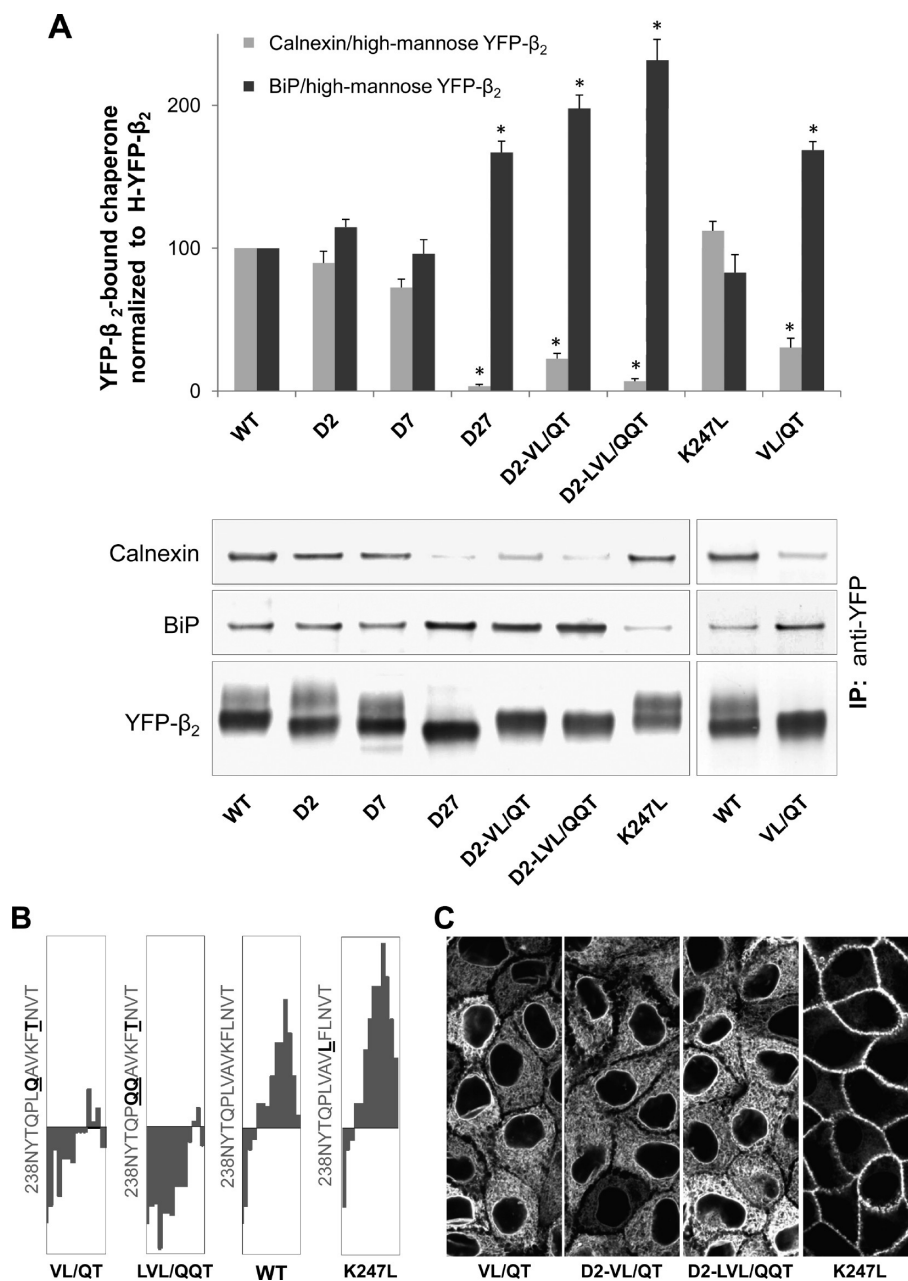 A
Calnexin/high-mannose YFP-β₂
BiP/high-mannose YFP-β₂
YFP-β₂-bound chaperone
normalized to H-YFP-β₂
200
100
0
* * * * * * * *
WT D2 D7 D27 D2-VL/QT D2-LVL/QQT K247L VL/QT
Calnexin
BiP
YFP-β₂
IP: anti-YFP
WT D2 D7 D27 D2-VL/QT D2-LVL/QQT K247L WT VL/QT
B
238NYTQPLQAVKFTNVT
238NYTQPQQAVKFTNVT
238NYTQPLVAVKFLNVT
238NYTQPLVAVLFLNVT
VL/QT LVL/QQT WT K247L
C
VL/QT D2-VL/QT D2-LVL/QQT K247L